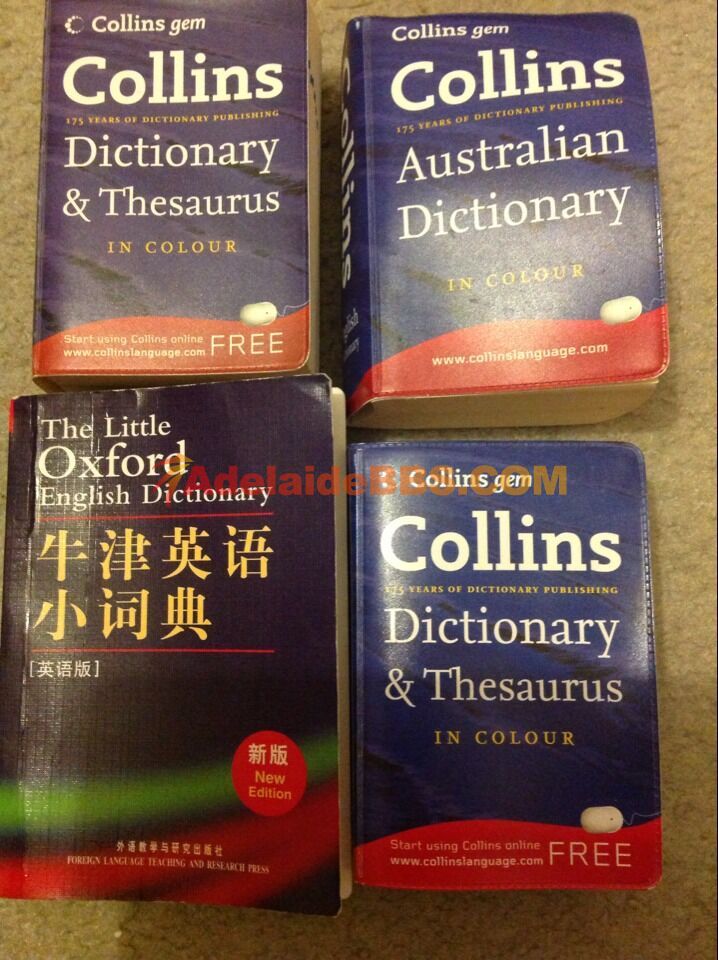 Collins gem
Collins
175 YEARS OF DICTIONARY PUBLISHING
Dictionary
& Thesaurus
IN COLOUR
Start using Collins online
www.collinslanguage.com FREE
Collins gem
Collins
175 YEARS OF DICTIONARY PUBLISHING
Australian
Dictionary
IN COLOUR
www.collinslanguage.com
Collins
English
Dictionary
The Little
Oxford
English Dictionary
牛津英语
小词典
[英语版]
新版
New
Edition
外语教学与研究出版社
FOREIGN LANGUAGE TEACHING AND RESEARCH PRESS
Collins gem
Collins
175 YEARS OF DICTIONARY PUBLISHING
Dictionary
& Thesaurus
IN COLOUR
Start using Collins online
www.collinslanguage.com FREE
AdelaideBBS.COM